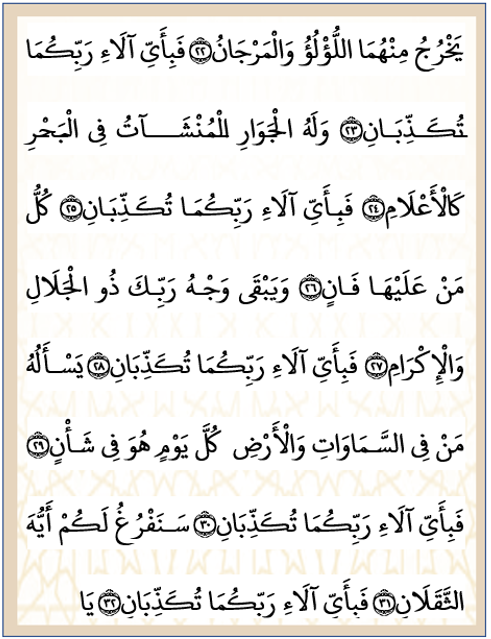 يَخْرُجُ مِنْهُمَا اللُّؤْلُؤُ وَالْمَرْجَانُ۝٢٢ فَبِأَيِّ آلَاءِ رَبِّكُمَا
تُكَذِّبَانِ۝٢٣ وَلَهُ الْجَوَارِ الْمُنْشَآتُ فِي الْبَحْرِ
كَالْأَعْلَامِ۝٢٤ فَبِأَيِّ آلَاءِ رَبِّكُمَا تُكَذِّبَانِ۝٢٥ كُلُّ
مَنْ عَلَيْهَا فَانٍ۝٢٦ وَيَبْقَى وَجْهُ رَبِّكَ ذُو الْجَلَالِ
وَالْإِكْرَامِ۝٢٧ فَبِأَيِّ آلَاءِ رَبِّكُمَا تُكَذِّبَانِ۝٢٨ يَسْأَلُهُ
مَنْ فِي السَّمَاوَاتِ وَالْأَرْضِ كُلَّ يَوْمٍ هُوَ فِي شَأْنٍ۝٢٩
فَبِأَيِّ آلَاءِ رَبِّكُمَا تُكَذِّبَانِ۝٣٠ سَنَفْرُغُ لَكُمْ أَيُّهَ
الثَّقَلَانِ۝٣١ فَبِأَيِّ آلَاءِ رَبِّكُمَا تُكَذِّبَانِ۝٣٢ يَا